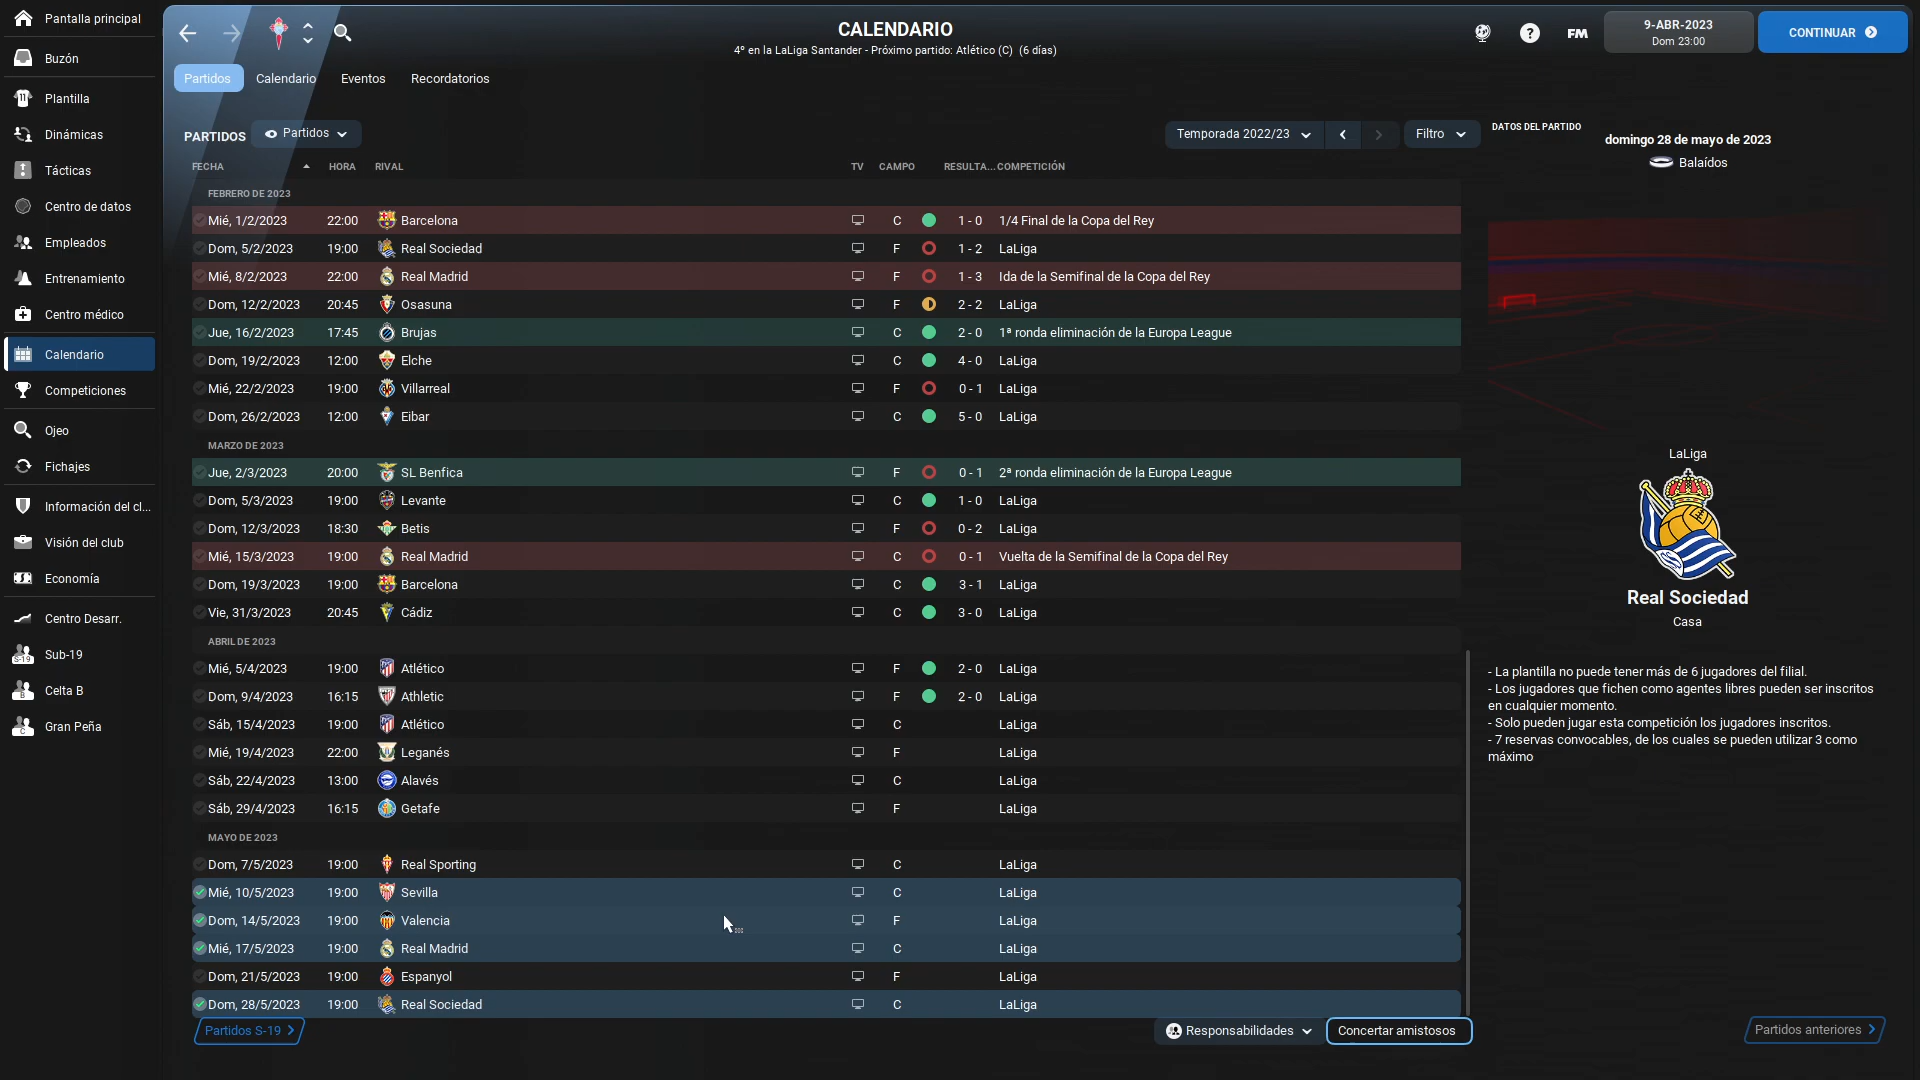 Pantalla principal
Buzón
Plantilla
Dinámicas
Tácticas
Centro de datos
Empleados
Entrenamiento
Centro médico
Calendario
Competiciones
Ojeo
Fichajes
Información del cl...
Visión del club
Economía
Centro Desarr.
Sub-19
Celta B
Gran Peña
CALENDARIO
4º en la LaLiga Santander - Próximo partido: Atlético (C) (6 días)
FM
9-ABR-2023
Dom 23:00
CONTINUAR
Partidos Calendario Eventos Recordatorios
PARTIDOS Partidos
Temporada 2022/23 Filtro
FECHA HORA RIVAL TV CAMPO RESULTA... COMPETICIÓN
FEBRERO DE 2023
Mié, 1/2/2023 22:00 Barcelona C 1 - 0 1/4 Final de la Copa del Rey
Dom, 5/2/2023 19:00 Real Sociedad F 1 - 2 LaLiga
Mié, 8/2/2023 22:00 Real Madrid F 1 - 3 Ida de la Semifinal de la Copa del Rey
Dom, 12/2/2023 20:45 Osasuna F 2 - 2 LaLiga
Jue, 16/2/2023 17:45 Brujas C 2 - 0 1ª ronda eliminación de la Europa League
Dom, 19/2/2023 12:00 Elche C 4 - 0 LaLiga
Mié, 22/2/2023 19:00 Villarreal F 0 - 1 LaLiga
Dom, 26/2/2023 12:00 Eibar C 5 - 0 LaLiga
MARZO DE 2023
Jue, 2/3/2023 20:00 SL Benfica F 0 - 1 2ª ronda eliminación de la Europa League
Dom, 5/3/2023 19:00 Levante C 1 - 0 LaLiga
Dom, 12/3/2023 18:30 Betis F 0 - 2 LaLiga
Mié, 15/3/2023 19:00 Real Madrid C 0 - 1 Vuelta de la Semifinal de la Copa del Rey
Dom, 19/3/2023 19:00 Barcelona C 3 - 1 LaLiga
Vie, 31/3/2023 20:45 Cádiz C 3 - 0 LaLiga
ABRIL DE 2023
Mié, 5/4/2023 19:00 Atlético F 2 - 0 LaLiga
Dom, 9/4/2023 16:15 Athletic F 2 - 0 LaLiga
Sáb, 15/4/2023 19:00 Atlético C LaLiga
Mié, 19/4/2023 22:00 Leganés F LaLiga
Sáb, 22/4/2023 13:00 Alavés C LaLiga
Sáb, 29/4/2023 16:15 Getafe F LaLiga
MAYO DE 2023
Dom, 7/5/2023 19:00 Real Sporting C LaLiga
Mié, 10/5/2023 19:00 Sevilla C LaLiga
Dom, 14/5/2023 19:00 Valencia F LaLiga
Mié, 17/5/2023 19:00 Real Madrid C LaLiga
Dom, 21/5/2023 19:00 Espanyol F LaLiga
Dom, 28/5/2023 19:00 Real Sociedad C LaLiga
Partidos S-19
Responsabilidades
Concertar amistosos
DATOS DEL PARTIDO
domingo 28 de mayo de 2023
Balaídos
LaLiga
Real Sociedad
Casa
- La plantilla no puede tener más de 6 jugadores del filial.
- Los jugadores que fichen como agentes libres pueden ser inscritos
en cualquier momento.
- Solo pueden jugar esta competición los jugadores inscritos.
- 7 reservas convocables, de los cuales se pueden utilizar 3 como
máximo
Partidos anteriores